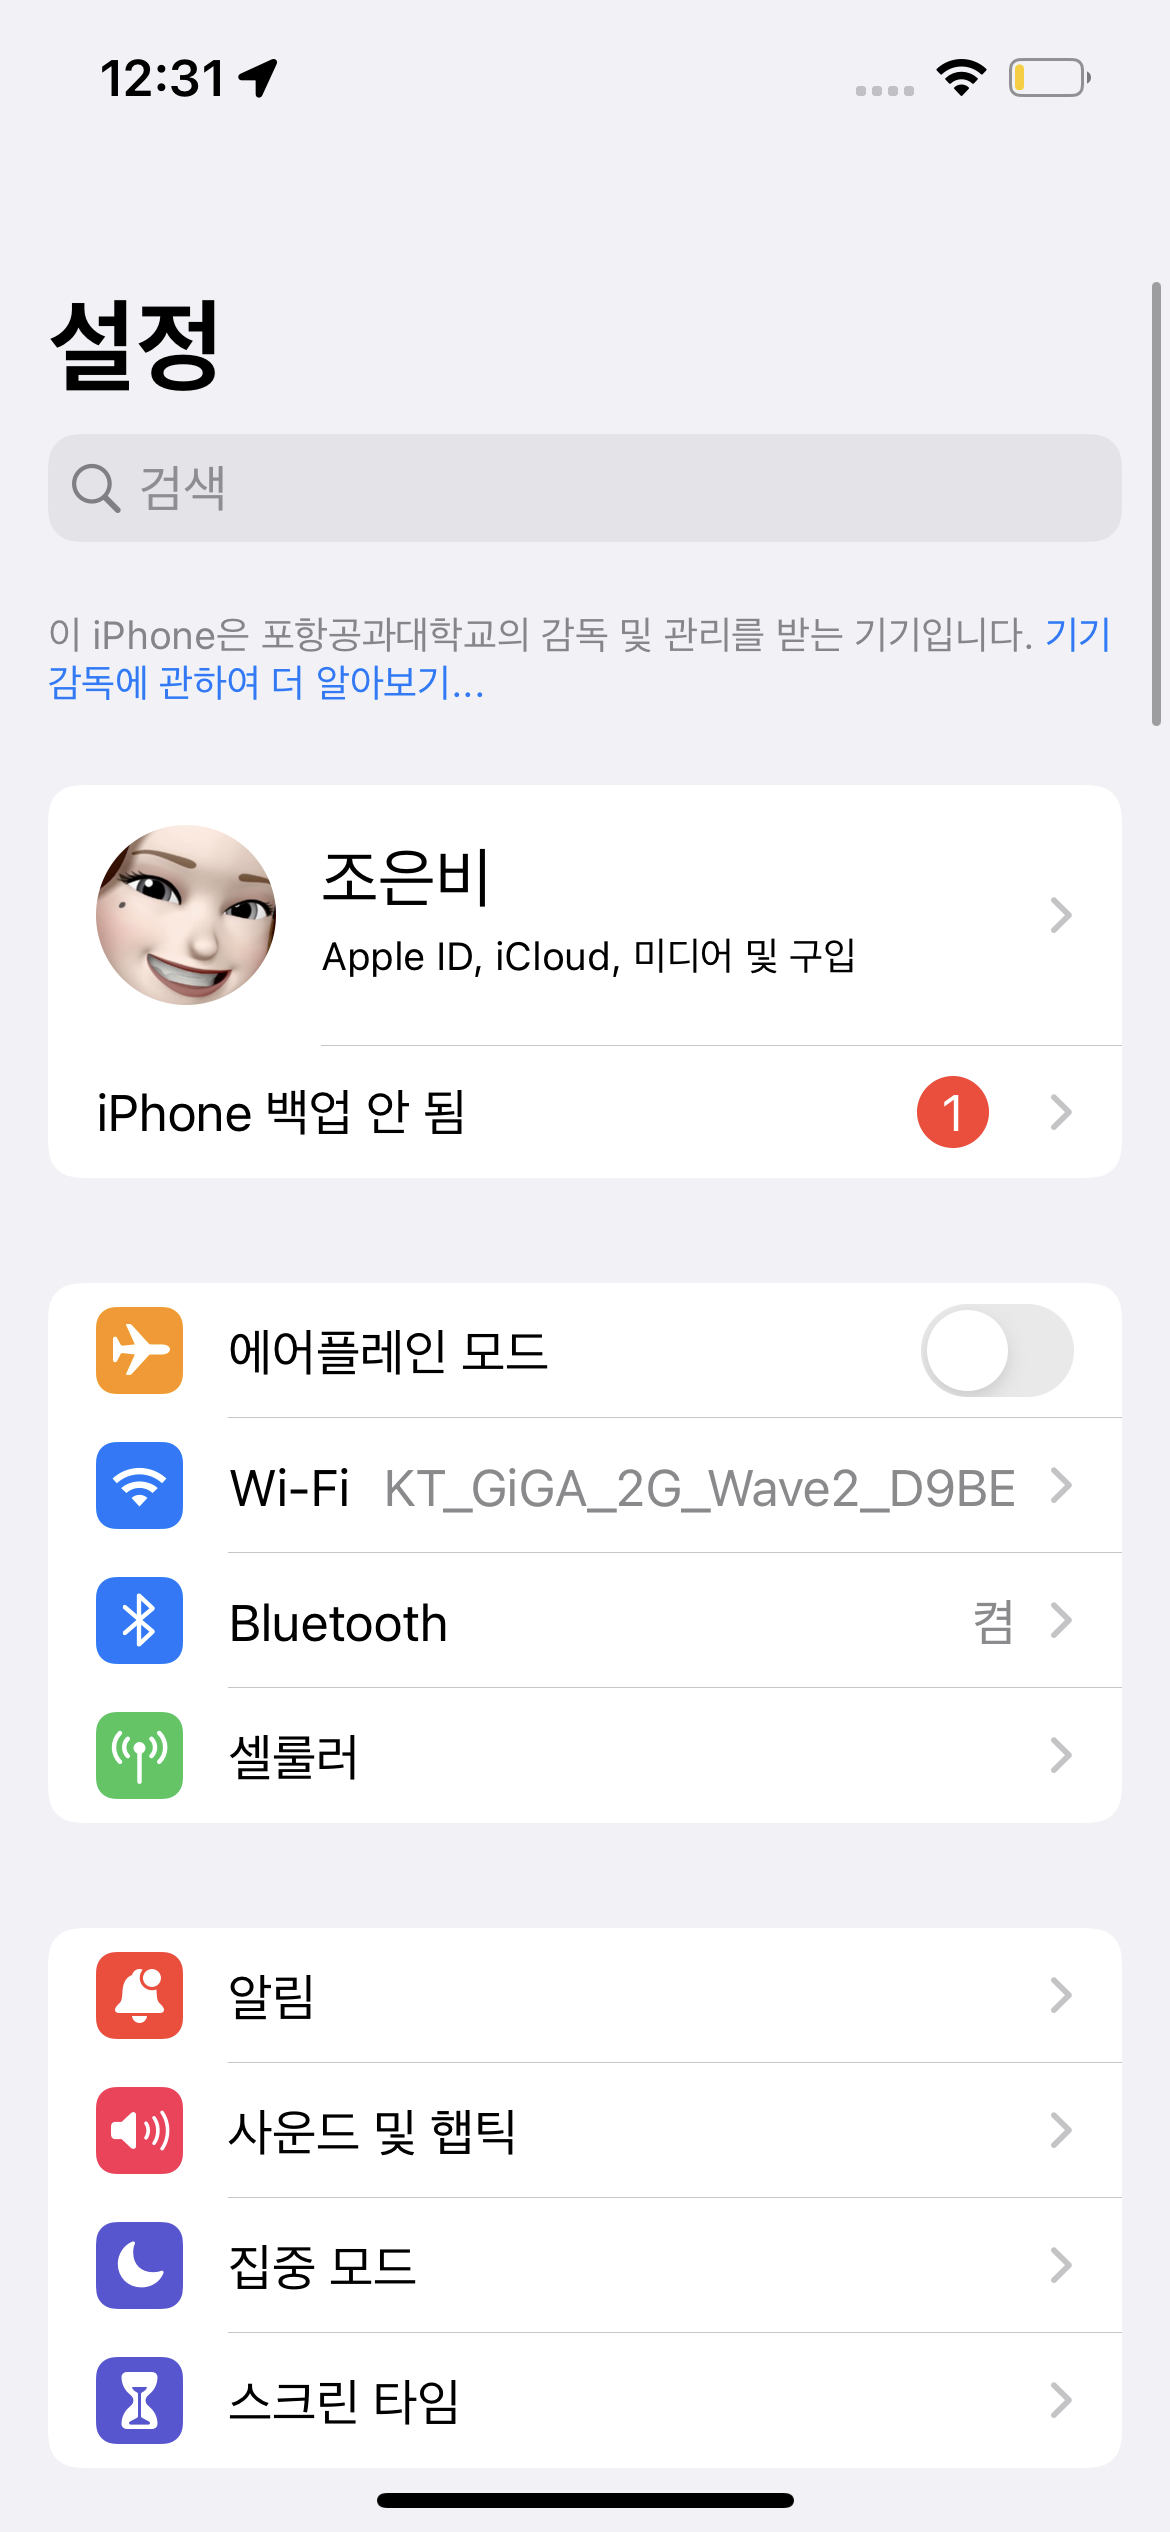 12:31
설정
검색
이 iPhone은 포항공과대학교의 감독 및 관리를 받는 기기입니다. 기기
감독에 관하여 더 알아보기...
조은비
Apple ID, iCloud, 미디어 및 구입
iPhone 백업 안 됨 1
에어플레인 모드
Wi-Fi KT_GiGA_2G_Wave2_D9BE
Bluetooth 켬
셀룰러
알림
사운드 및 햅틱
집중 모드
스크린 타임